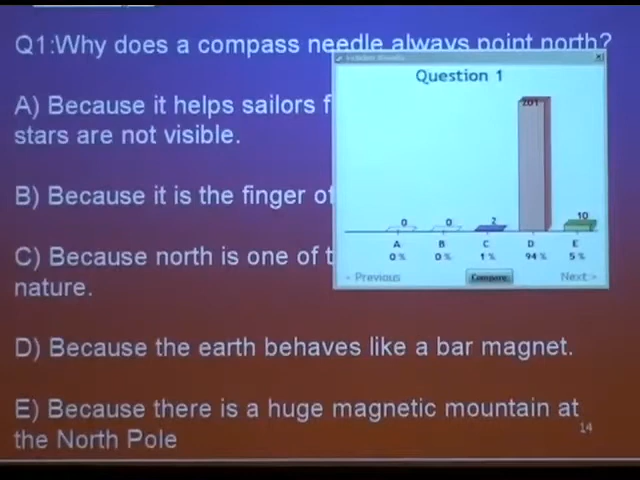 Q1:Why does a compass needle always point north?
A) Because it helps sailors f
stars are not visible.
B) Because it is the finger of
C) Because north is one of t
nature.
D) Because the earth behaves like a bar magnet.
E) Because there is a huge magnetic mountain at
the North Pole
14
Question 1
0 0 2 201 10
A B C D E
0% 0% 1% 94% 5%
< Previous Compare Next >